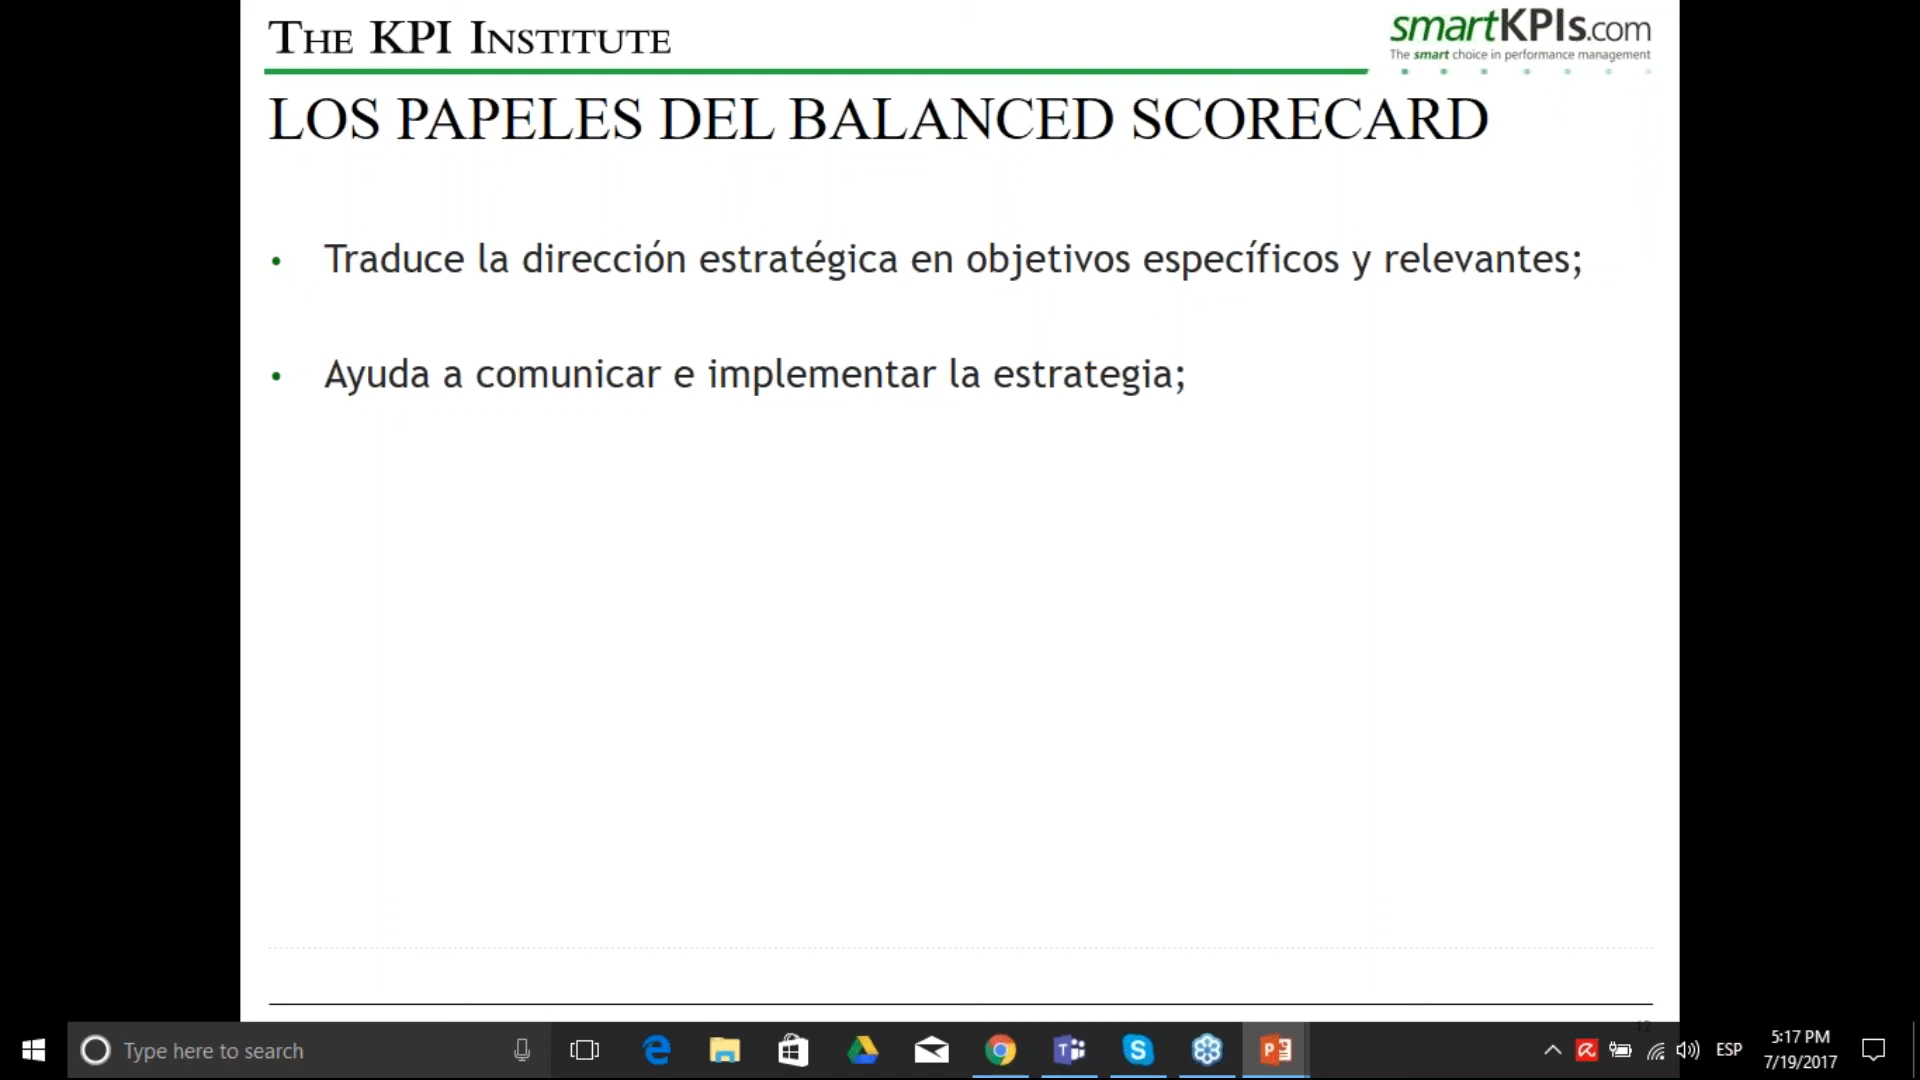 THE KPI INSTITUTE
smartKPIs.com
The smart choice in performance management
LOS PAPELES DEL BALANCED SCORECARD
• Traduce la dirección estratégica en objetivos específicos y relevantes;
• Ayuda a comunicar e implementar la estrategia;
12
Type here to search
ESP
5:17 PM
7/19/2017